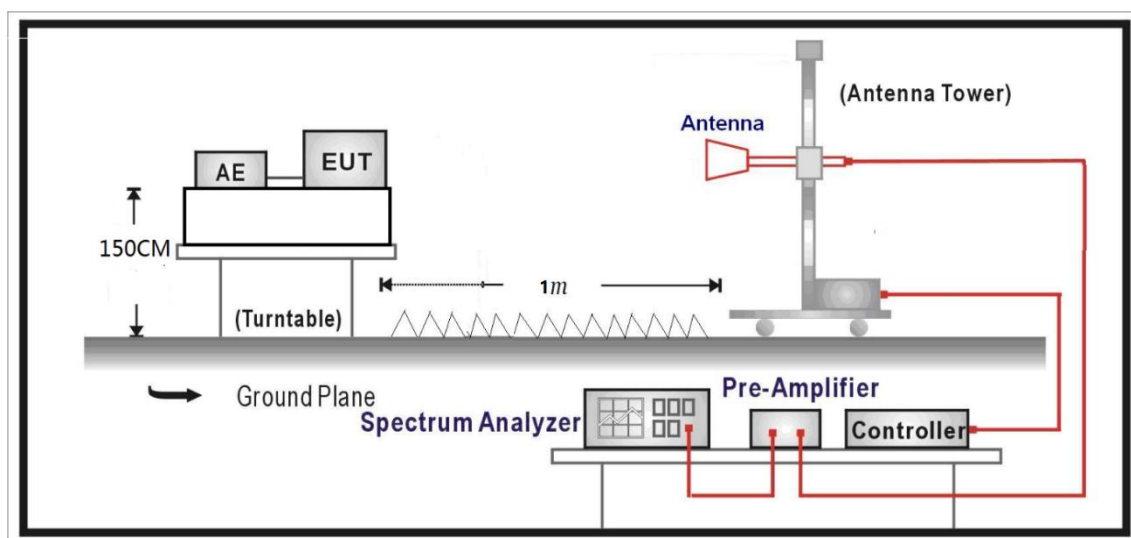 (Antenna Tower)
Antenna
EUT
AE
150CM
1m
(Turntable)
Ground Plane
Pre-Amplifier
Spectrum Analyzer
Controller